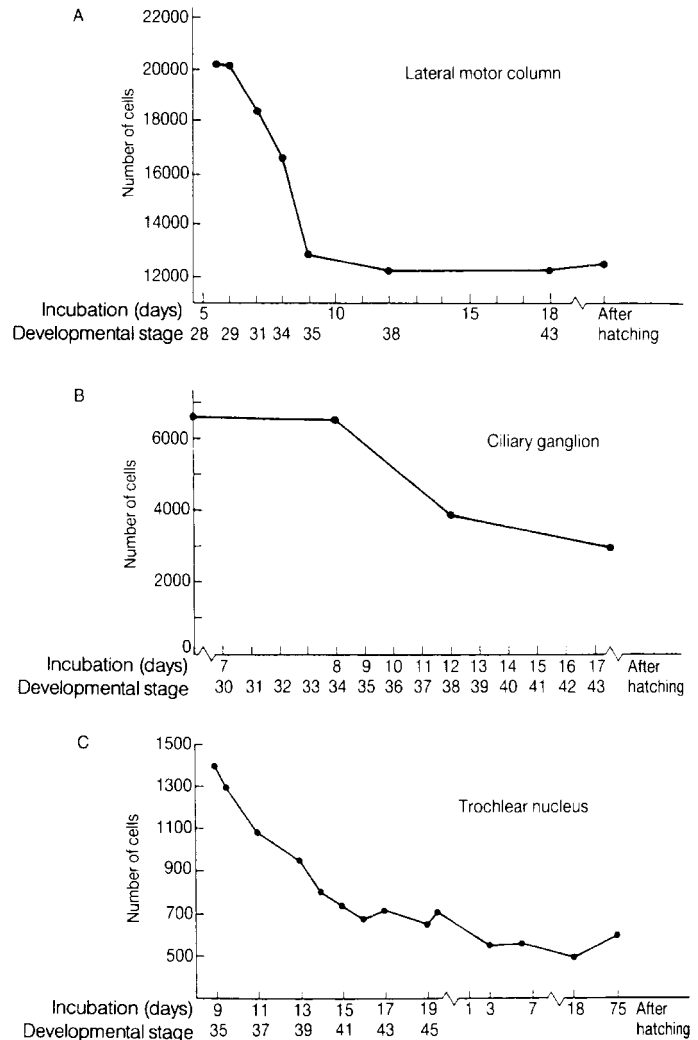 A
Lateral motor column
Number of cells
22000
20000
18000
16000
14000
12000
Incubation (days) 5 10 15 18 After
Developmental stage 28 29 31 34 35 38 43 hatching
B
Ciliary ganglion
Number of cells
6000
4000
2000
0
Incubation (days) 7 8 9 10 11 12 13 14 15 16 17 After
Developmental stage 30 31 32 33 34 35 36 37 38 39 40 41 42 43 hatching
C
Trochlear nucleus
Number of cells
1500
1300
1100
900
700
500
Incubation (days) 9 11 13 15 17 19 1 3 7 18 75 After
Developmental stage 35 37 39 41 43 45 hatching